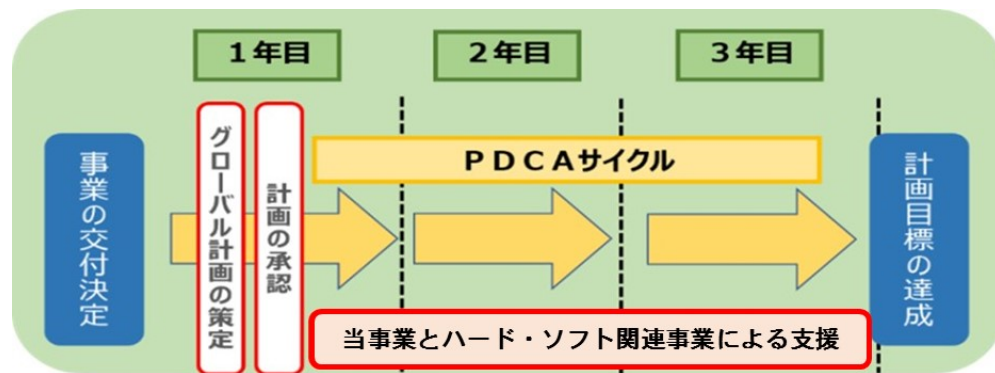 1年目
2年目
3年目
事業の交付決定
グローバル計画の策定
計画の承認
PDCAサイクル
計画目標の達成
当事業とハード・ソフト関連事業による支援